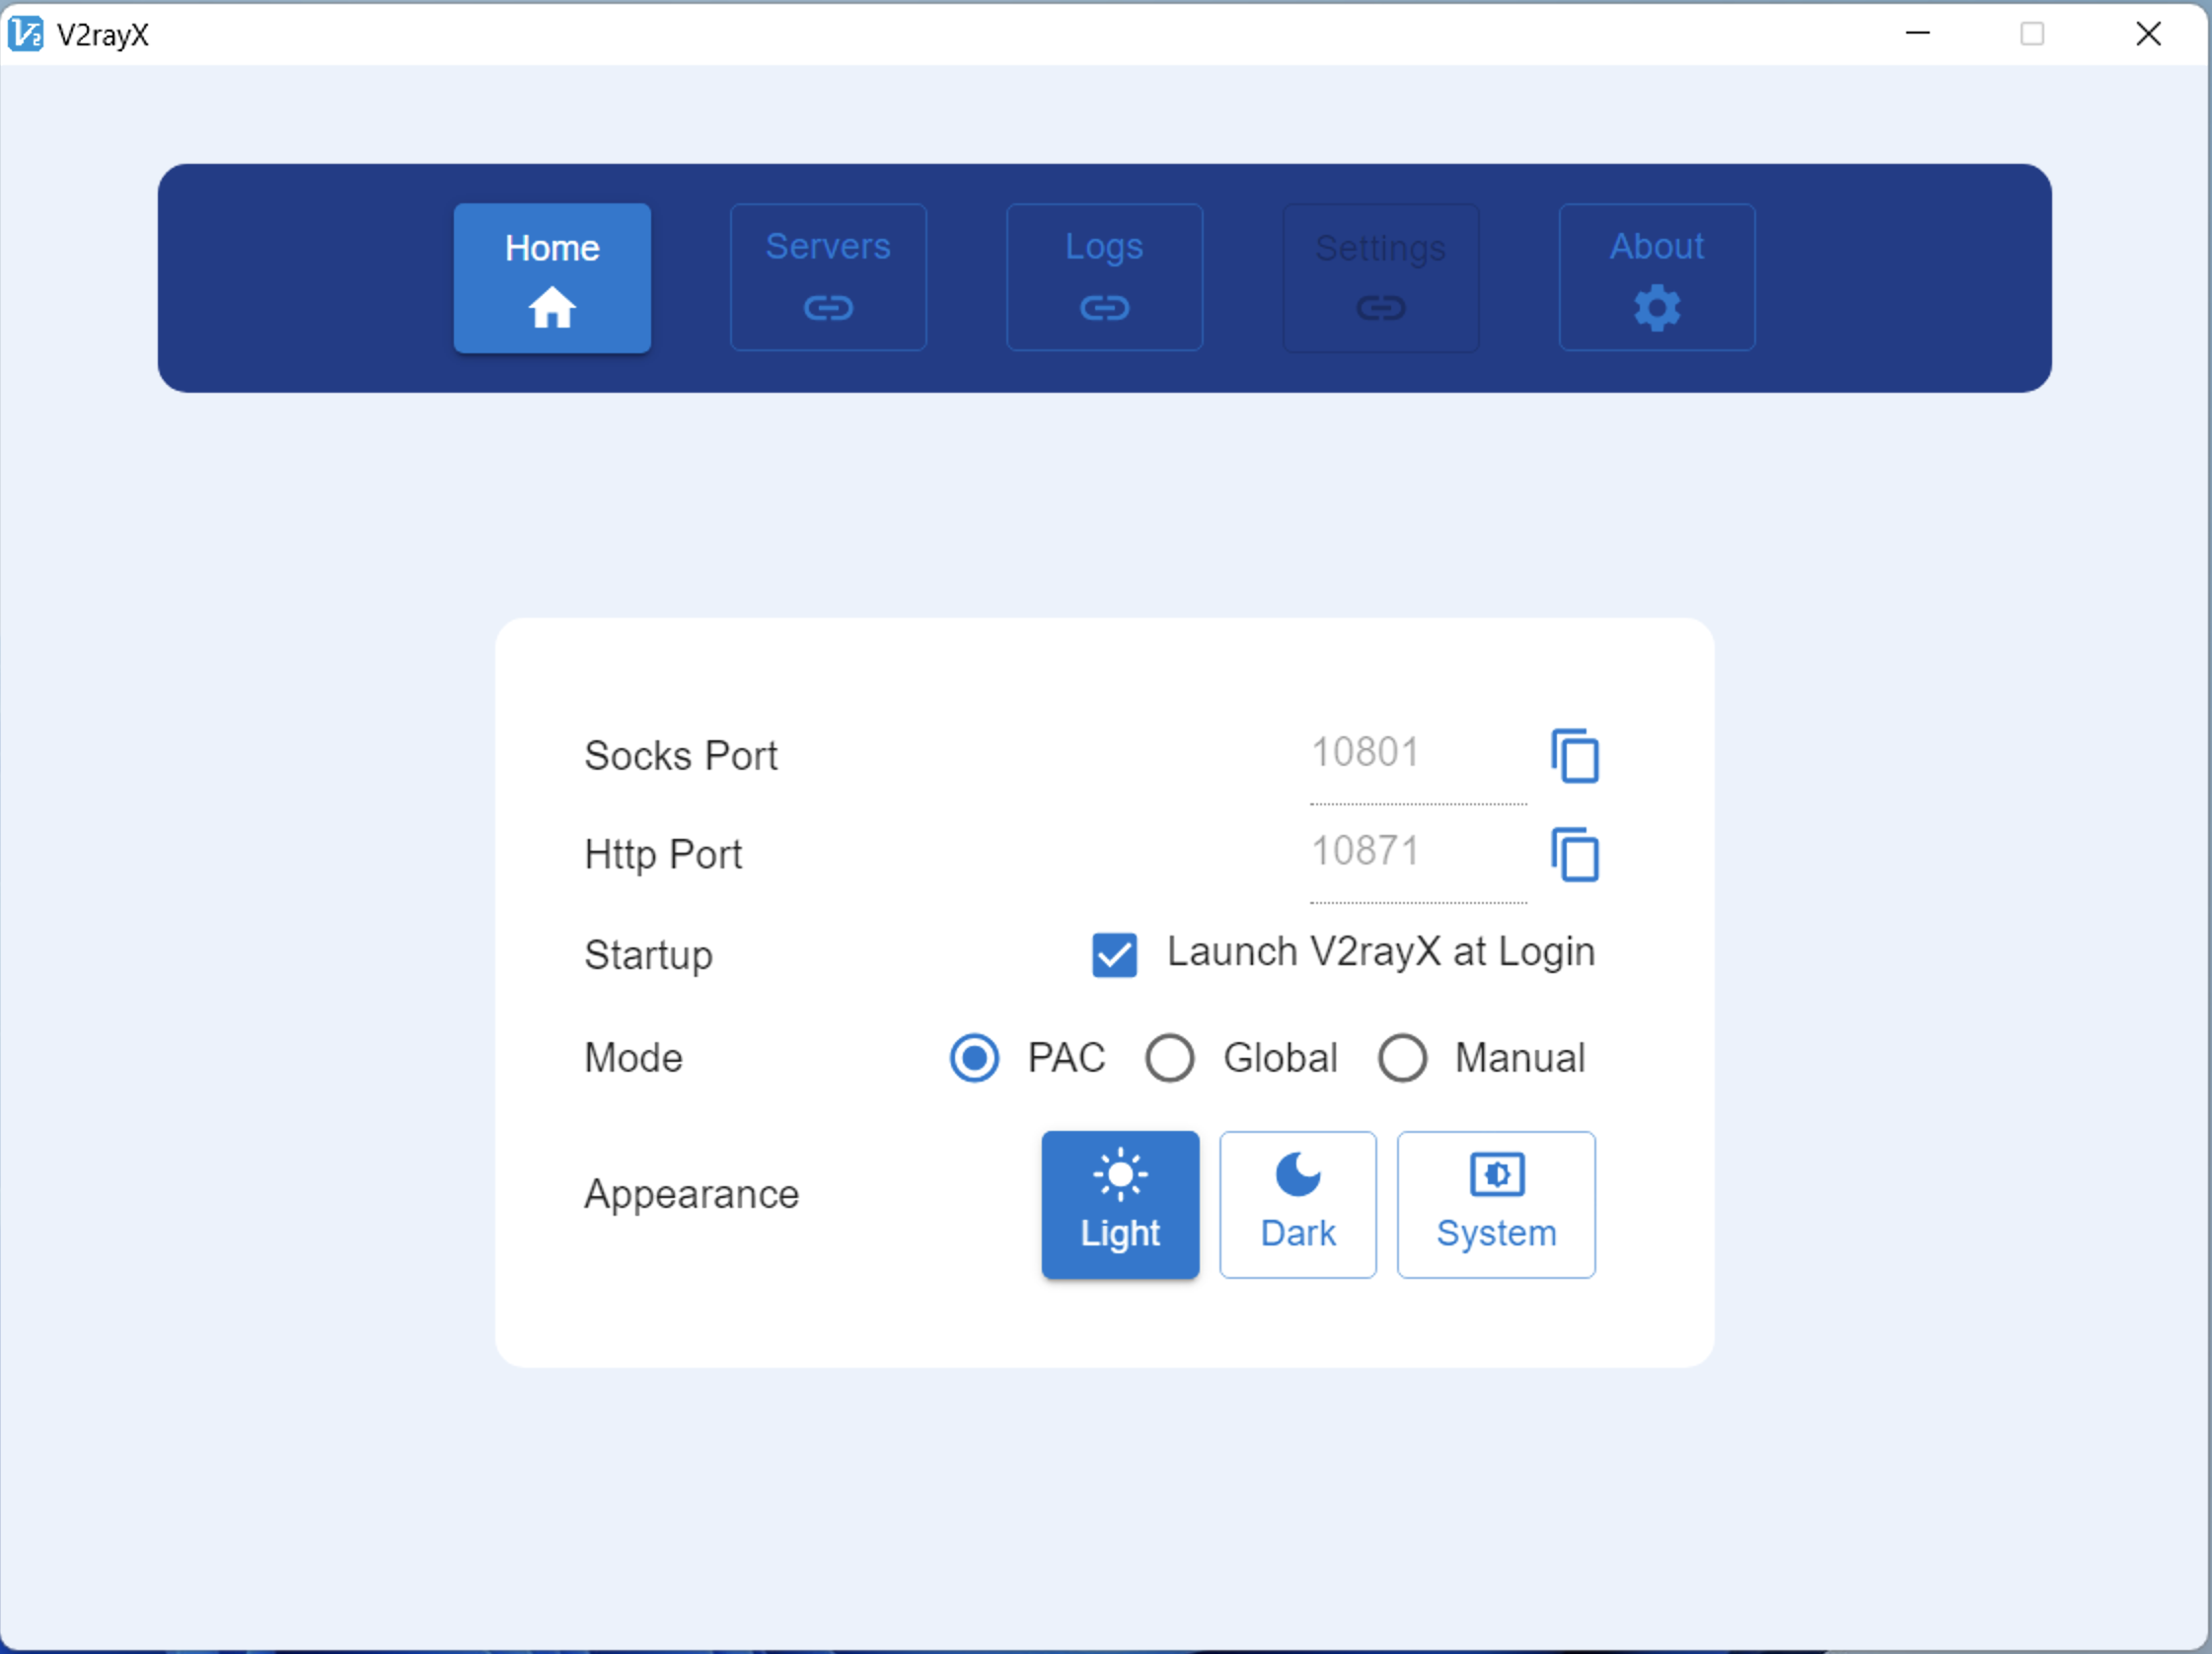 V2rayX
Home Servers Logs Settings About
Socks Port 10801
Http Port 10871
Startup Launch V2rayX at Login
Mode PAC Global Manual
Appearance Light Dark System